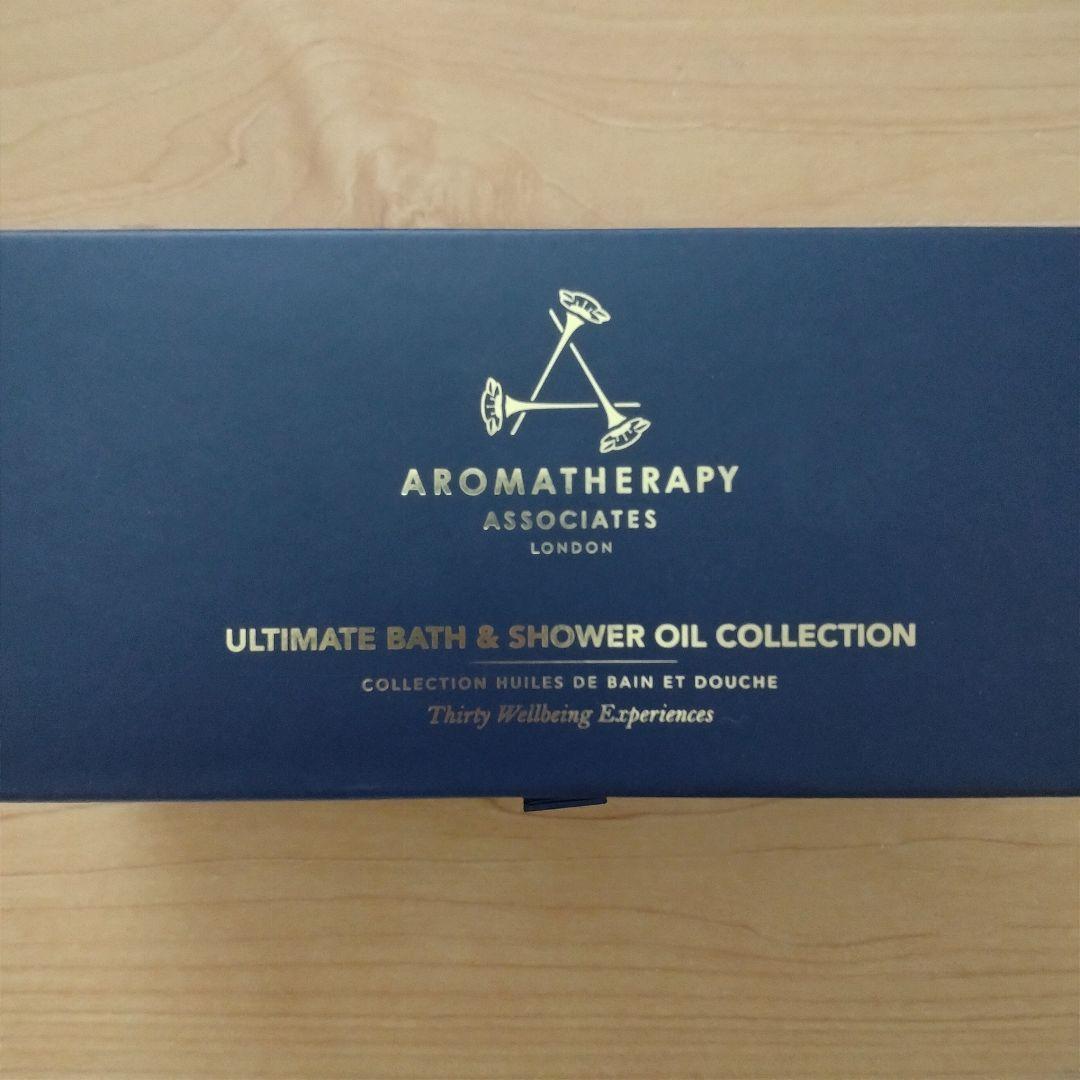 AROMATHERAPY
ASSOCIATES
LONDON
ULTIMATE BATH & SHOWER OIL COLLECTION
COLLECTION HUILES DE BAIN ET DOUCHE
Thirty Wellbeing Experiences